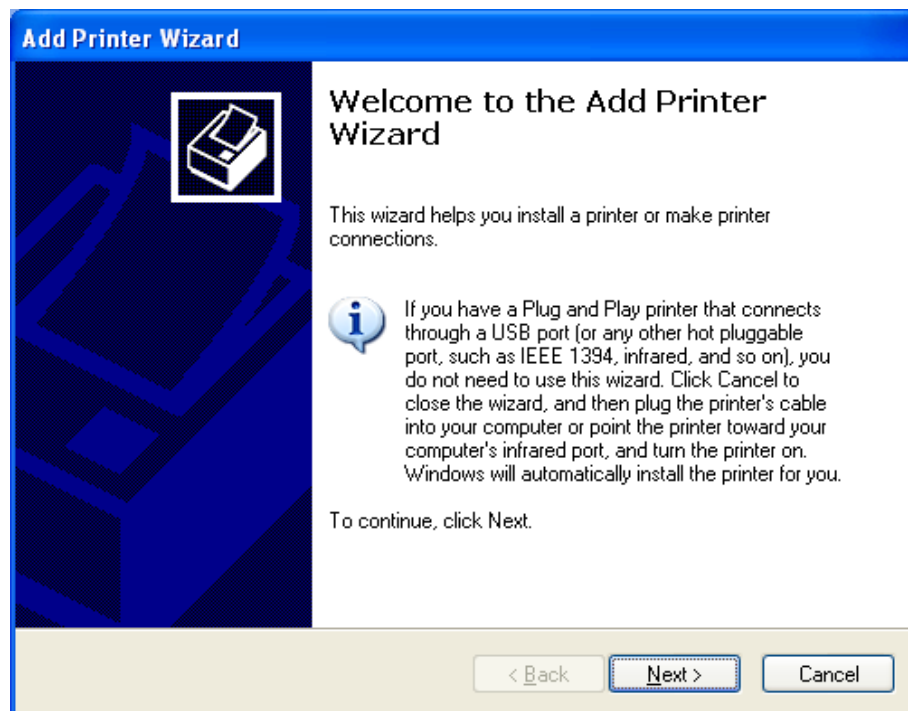 Add Printer Wizard
Welcome to the Add Printer
Wizard
This wizard helps you install a printer or make printer
connections.
If you have a Plug and Play printer that connects
through a USB port (or any other hot pluggable
port, such as IEEE 1394, infrared, and so on), you
do not need to use this wizard. Click Cancel to
close the wizard, and then plug the printer's cable
into your computer or point the printer toward your
computer's infrared port, and turn the printer on.
Windows will automatically install the printer for you.
To continue, click Next.
< Back Next > Cancel